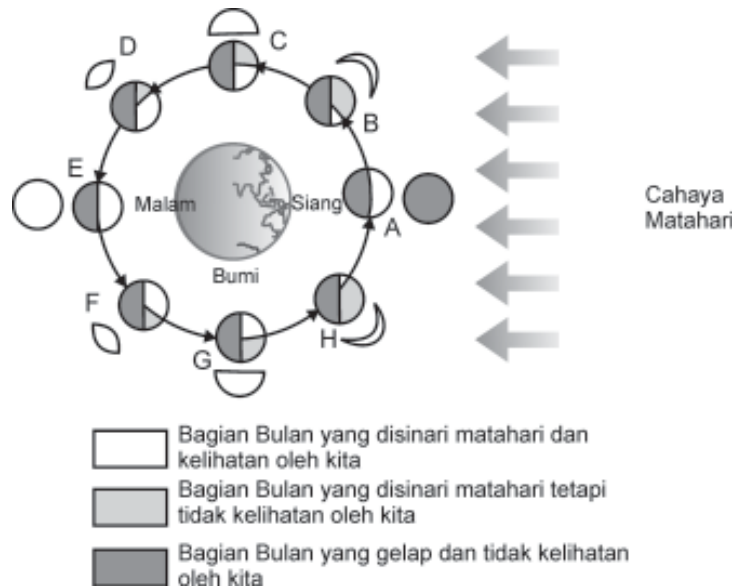 D
C
B
E
Malam
Siang
A
Bumi
F
G
H
Cahaya
Matahari
Bagian Bulan yang disinari matahari dan
kelihatan oleh kita
Bagian Bulan yang disinari matahari tetapi
tidak kelihatan oleh kita
Bagian Bulan yang gelap dan tidak kelihatan
oleh kita